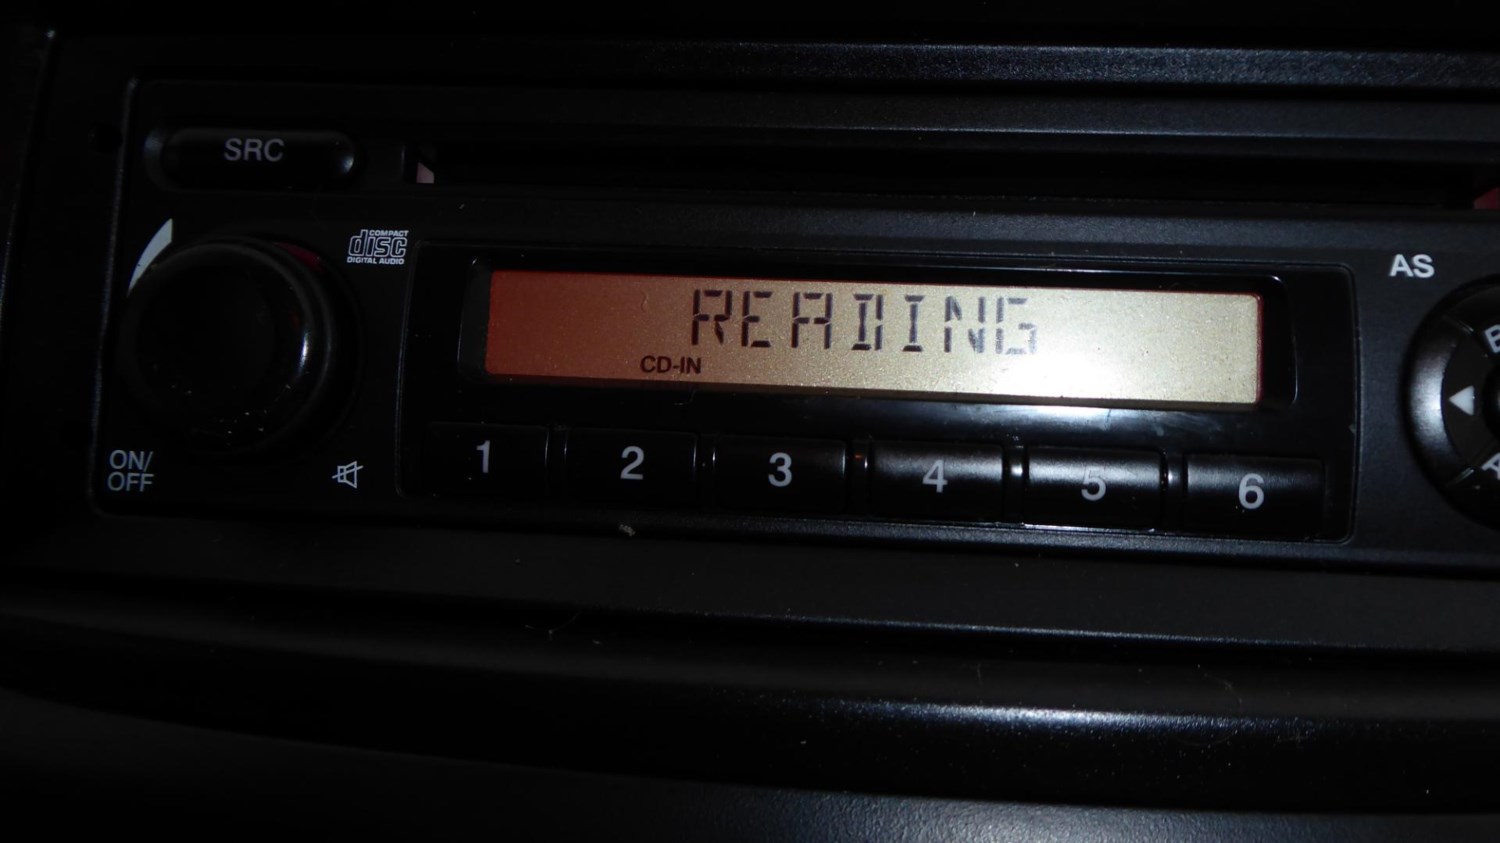 SRC
COMPACT
disc
DIGITAL AUDIO
AS
READING
CD-IN
ON/
OFF
1 2 3 4 5 6